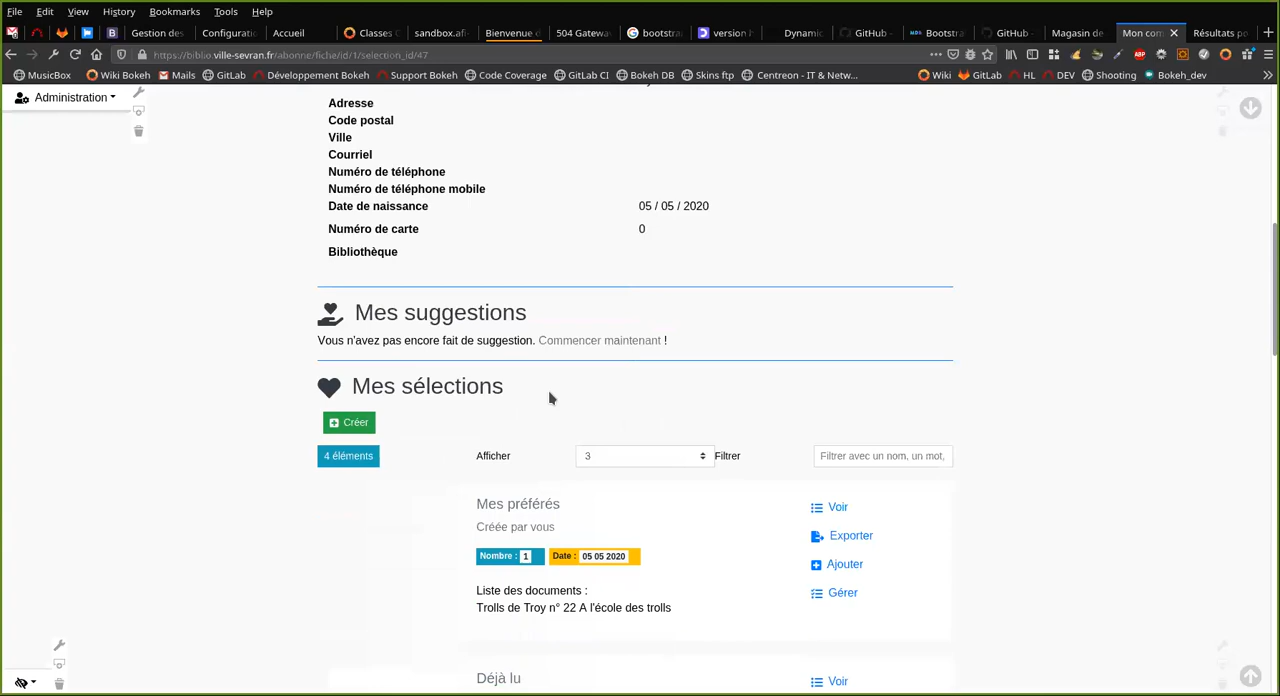 File Edit View History Bookmarks Tools Help
Gestion des Configuratio Accueil Classes C sandbox.afi- Bienvenue 504 Gatewa bootstra version Dynamic GitHub - Bootstra GitHub - Magasin de Mon com Résultats po
https://biblio.ville-sevran.fr/abonne/fiche/id/1/selection_id/47
MusicBox Wiki Bokeh Mails GitLab Développement Bokeh Support Bokeh Code Coverage GitLab CI Bokeh DB Skins ftp Centreon - IT & Netw... Wiki GitLab HL DEV Shooting Bokeh_dev
Administration
Adresse
Code postal
Ville
Courriel
Numéro de téléphone
Numéro de téléphone mobile
Date de naissance 05 / 05 / 2020
Numéro de carte 0
Bibliothèque
Mes suggestions
Vous n'avez pas encore fait de suggestion. Commencer maintenant !
Mes sélections
Créer
4 éléments Afficher 3 Filtrer Filtrer avec un nom, un mot,
Mes préférés Voir
Créée par vous Exporter
Nombre : 1 Date : 05 05 2020 Ajouter
Liste des documents : Gérer
Trolls de Troy n° 22 A l'école des trolls
Déjà lu Voir